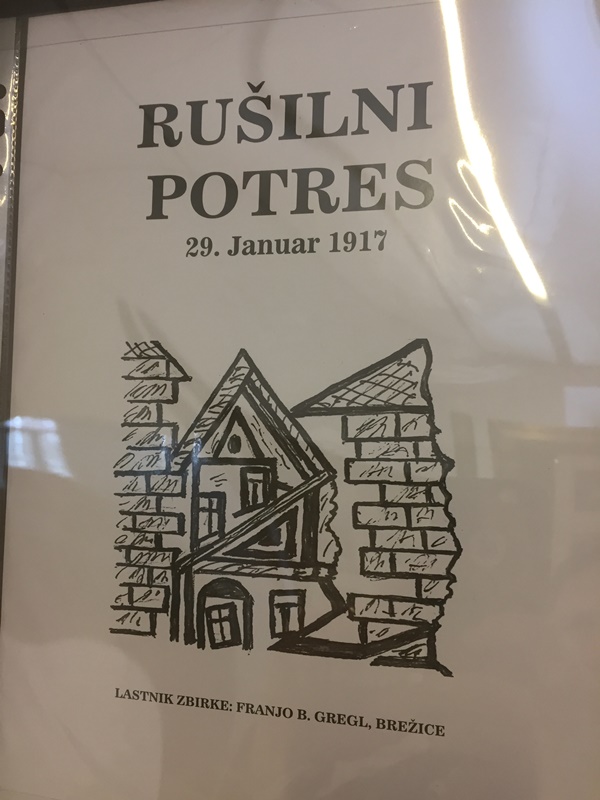 RUŠILNI
POTRES
29. Januar 1917
LASTNIK ZBIRKE: FRANJO B. GREGL, BREŽICE